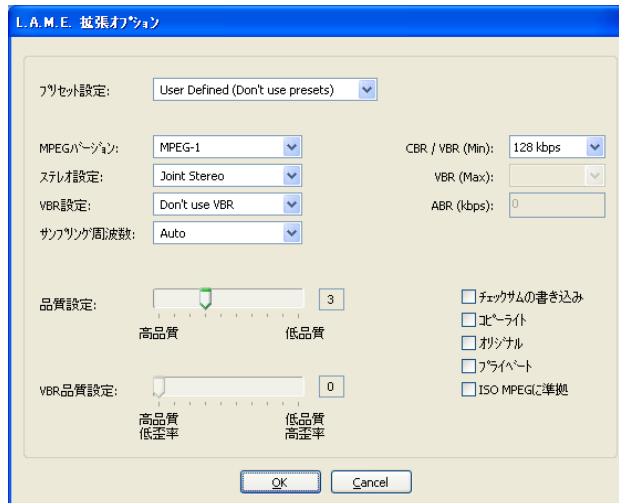 L.A.M.E. 拡張ｵﾌﾟｼｮﾝ
ﾌﾟﾘｾｯﾄ設定: User Defined (Don't use presets)
MPEGﾊﾞｰｼﾞｮﾝ: MPEG-1 CBR / VBR (Min): 128 kbps
ｽﾃﾚｵ設定: Joint Stereo VBR (Max):
VBR設定: Don't use VBR ABR (kbps): 0
ｻﾝﾌﾟﾘﾝｸﾞ周波数: Auto
品質設定: 3
高品質 低品質
VBR品質設定: 0
高品質 低品質
低歪率 高歪率
ﾁｪｯｸｻﾑの書き込み
ｺﾋﾟｰﾗｲﾄ
ｵﾘｼﾞﾅﾙ
ﾌﾟﾗｲﾍﾞｰﾄ
ISO MPEGに準拠
OK Cancel